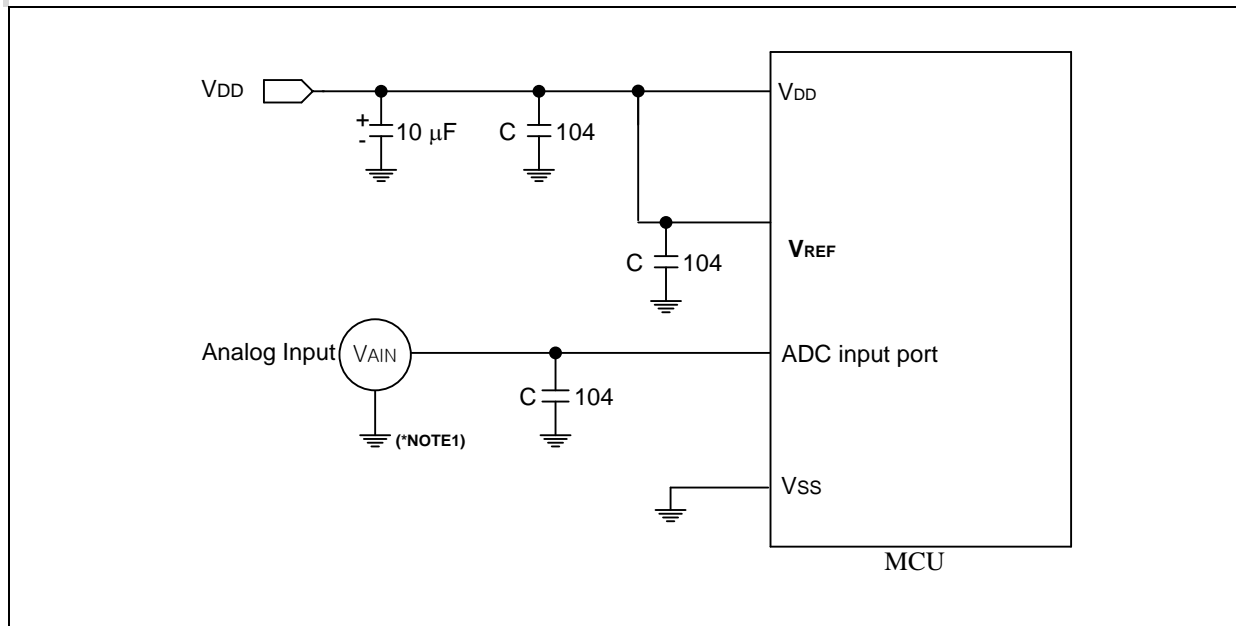 VDD
VDD
+
-
10 µF
C 104
C 104
VREF
Analog Input VAIN
ADC input port
C 104
(*NOTE1)
VSS
MCU